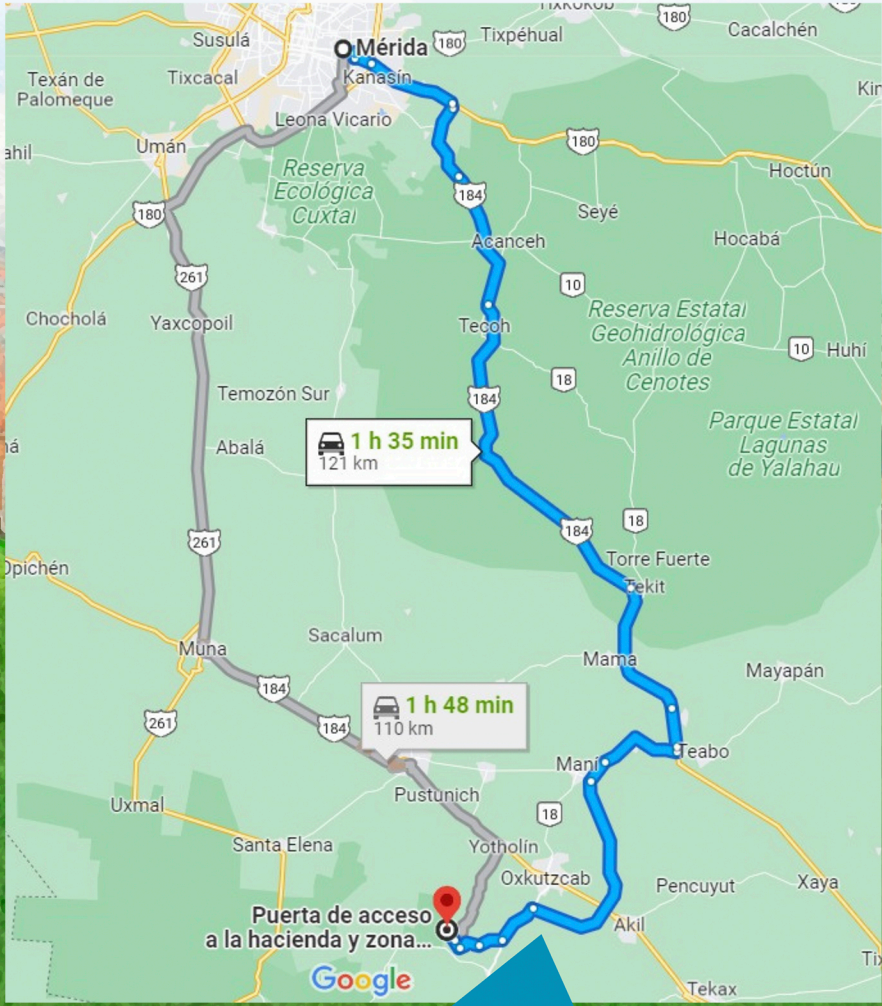 180
Tixpéhual
Cacalchén
Susulá
Mérida
180
Texán de
Palomeque
Tixcacal
Kanasín
Leona Vicario
Umán
180
Hoctún
Reserva
Ecológica
Cuxtal
184
Seyé
180
Acanceh
Hocabá
261
10
Chocholá
Yaxcopoil
Tecoh
Reserva Estatal
Geohidrológica
Anillo de
Cenotes
10
Huhí
18
Temozón Sur
184
Parque Estatal
Lagunas
de Yalahau
Abalá
1 h 35 min
121 km
18
184
261
Torre Fuerte
Tekit
Muna
Sacalum
Mama
Mayapán
184
1 h 48 min
110 km
261
184
Teabo
Maní
Uxmal
Pustunich
18
Santa Elena
Yotholín
Oxkutzcab
Pencuyut
Xaya
Puerta de acceso
a la hacienda y zona...
Akil
Google
Tekax